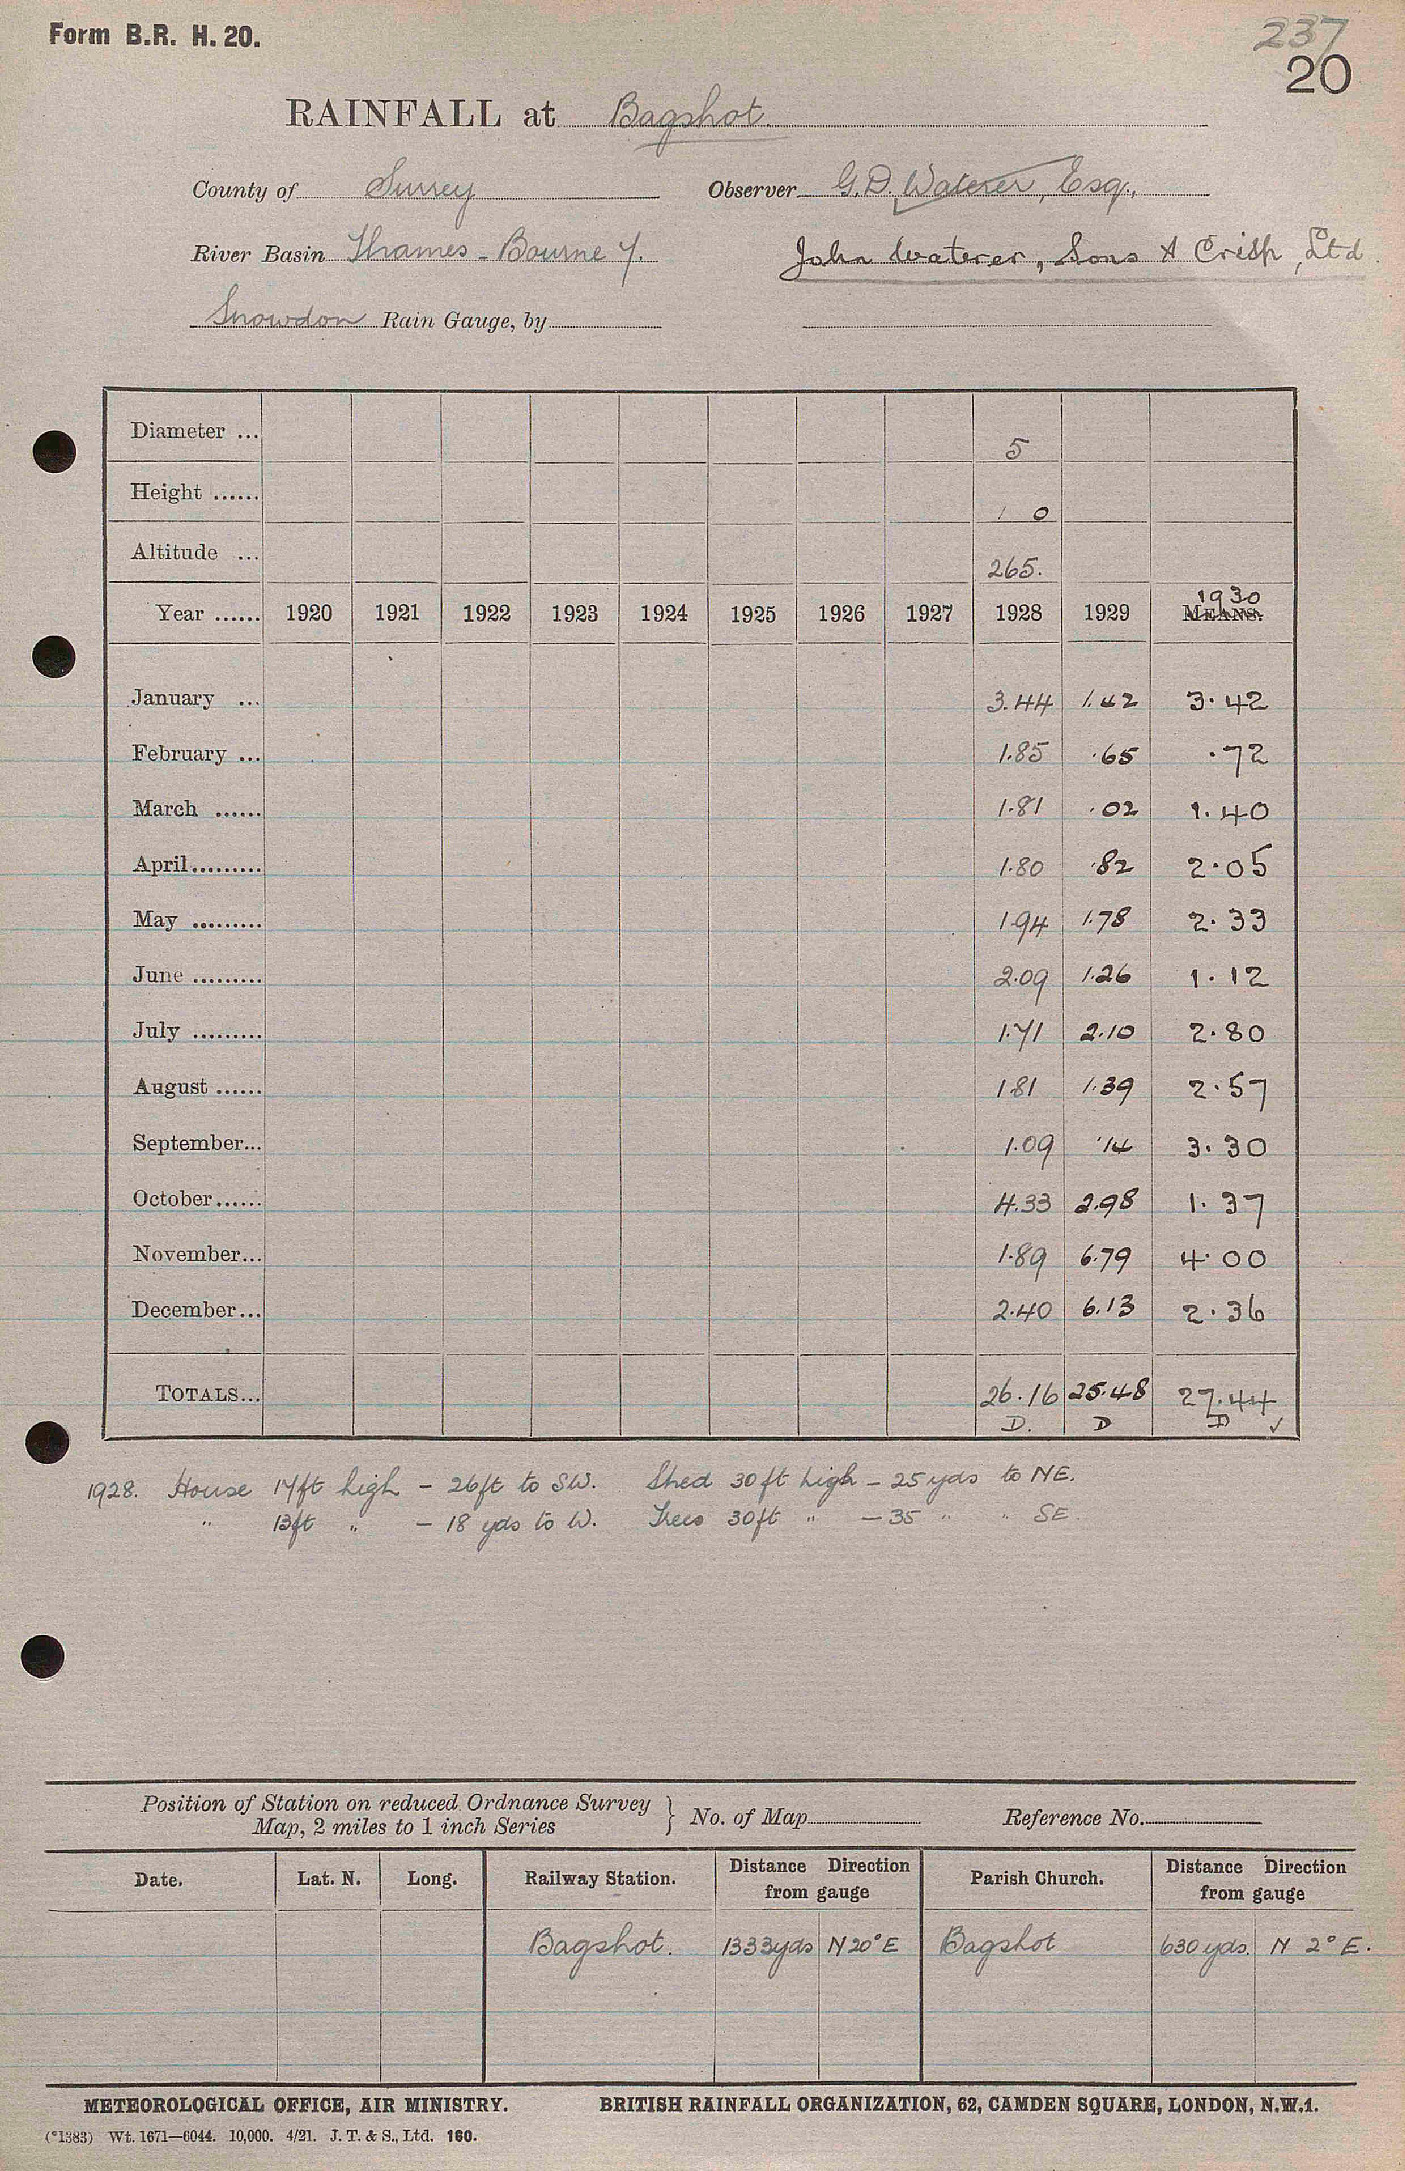 Form B.R. H. 20.
237
20
RAINFALL at Bagshot.
County of Surrey Observer G.D. Waterer, Esq.,
River Basin Thames - Bourne 7. John Waterer, Sons & Crisp, Ltd.
Snowdon Rain Gauge, by
Diameter ... 5
Height ...... 1 0
Altitude ... 265.
1930
Year ...... 1920 1921 1922 1923 1924 1925 1926 1927 1928 1929 MEANS.
January ... 3.44 1.42 3.42
February ... 1.85 .65 .72
March ...... 1.81 .02 1.40
April......... 1.80 .82 2.05
May ......... 1.94 1.78 2.33
June ......... 2.09 1.26 1.12
July ......... 1.71 2.10 2.80
August ...... 1.81 1.39 2.57
September... 1.09 .14 3.30
October...... 4.33 2.98 1.37
November... 1.89 6.79 4.00
December... 2.40 6.13 2.36
TOTALS... 26.16 25.48 27.44
D. D D ✓
1928. House 17ft high - 26ft to SW. Shed 30ft high - 25 yds to NE.
" 13ft " - 18 yds to W. Trees 30ft " - 35 " " SE.
Position of Station on reduced Ordnance Survey
Map, 2 miles to 1 inch Series } No. of Map Reference No.
Date. Lat. N. Long. Railway Station. Distance Direction Parish Church. Distance Direction
from gauge from gauge
Bagshot. 1333yds N 20° E Bagshot 630 yds. N 2° E.
METEOROLOGICAL OFFICE, AIR MINISTRY. BRITISH RAINFALL ORGANIZATION, 62, CAMDEN SQUARE, LONDON, N.W.1.
(*1383) Wt. 1671—6044. 10,000. 4/21. J. T. & S., Ltd. 160.